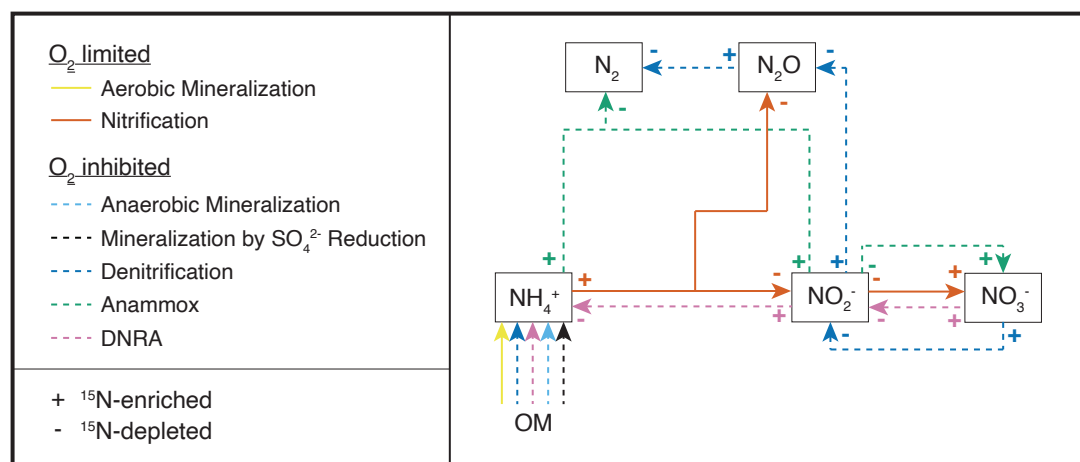 O₂ limited
Aerobic Mineralization
Nitrification
O₂ inhibited
Anaerobic Mineralization
Mineralization by SO₄²⁻ Reduction
Denitrification
Anammox
DNRA
+ ¹⁵N-enriched
- ¹⁵N-depleted
N₂ - + N₂O -
- -
+ + - + + - +
NH₄⁺ + - NO₂⁻ - + NO₃⁻
- + - +
- +
OM